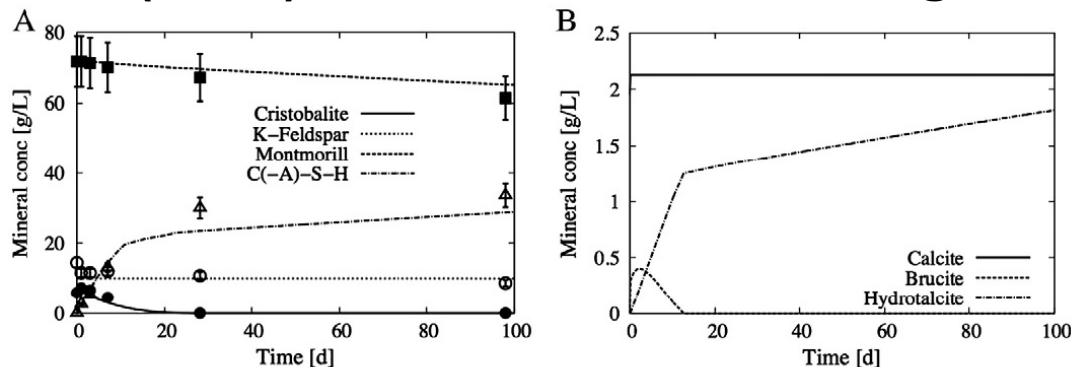 A
B
80
60
40
20
0
Mineral conc [g/L]
Cristobalite
K–Feldspar
Montmorill
C(–A)–S–H
0 20 40 60 80 100
Time [d]
2.5
2
1.5
1
0.5
0
Mineral conc [g/L]
Calcite
Brucite
Hydrotalcite
0 20 40 60 80 100
Time [d]